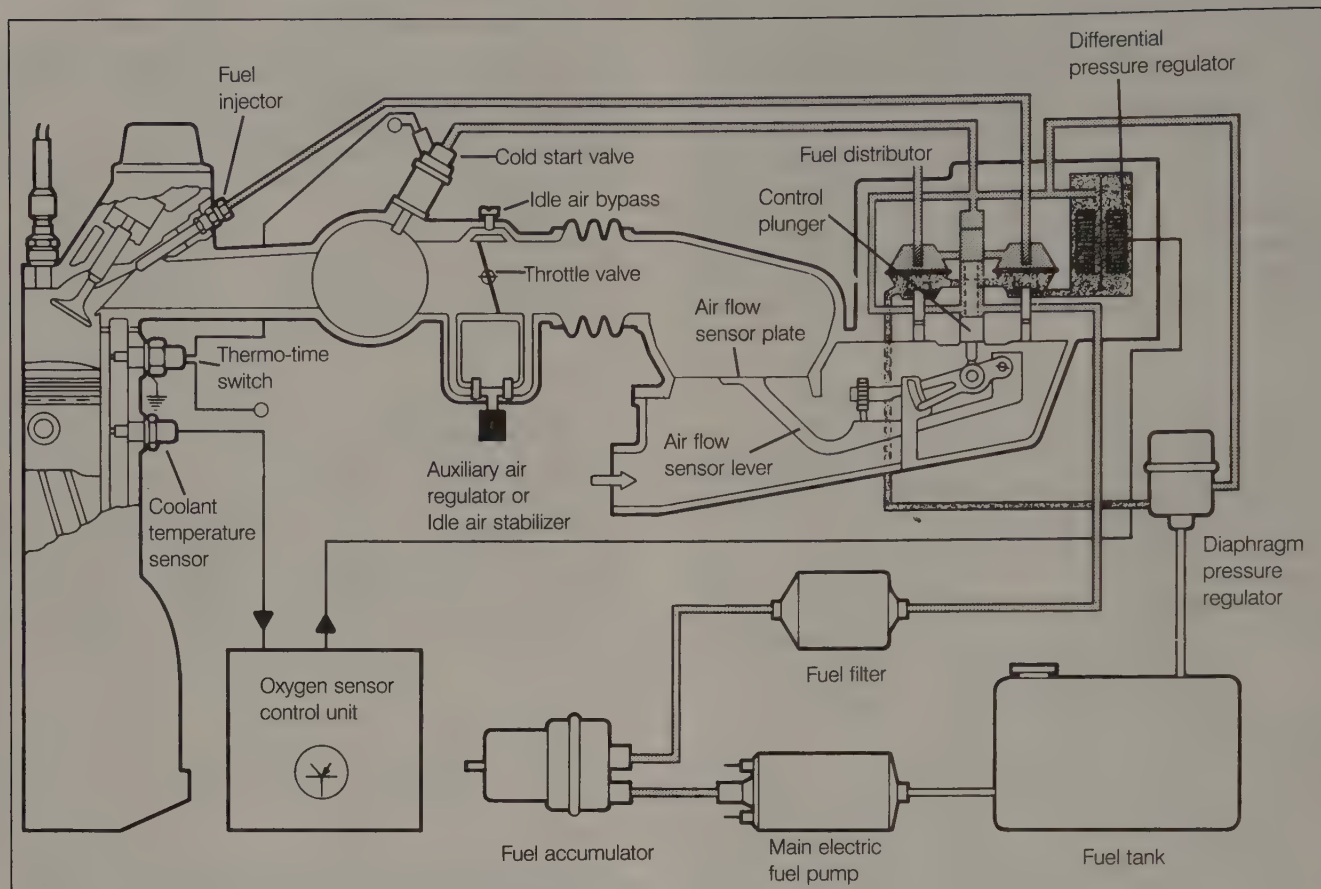 Differential
pressure regulator
Fuel
injector
Cold start valve
Fuel distributor
Control
plunger
Idle air bypass
Throttle valve
Air flow
sensor plate
Thermo-time
switch
Air flow
sensor lever
Auxiliary air
regulator or
Idle air stabilizer
Coolant
temperature
sensor
Diaphragm
pressure
regulator
Fuel filter
Oxygen sensor
control unit
Fuel accumulator
Main electric
fuel pump
Fuel tank